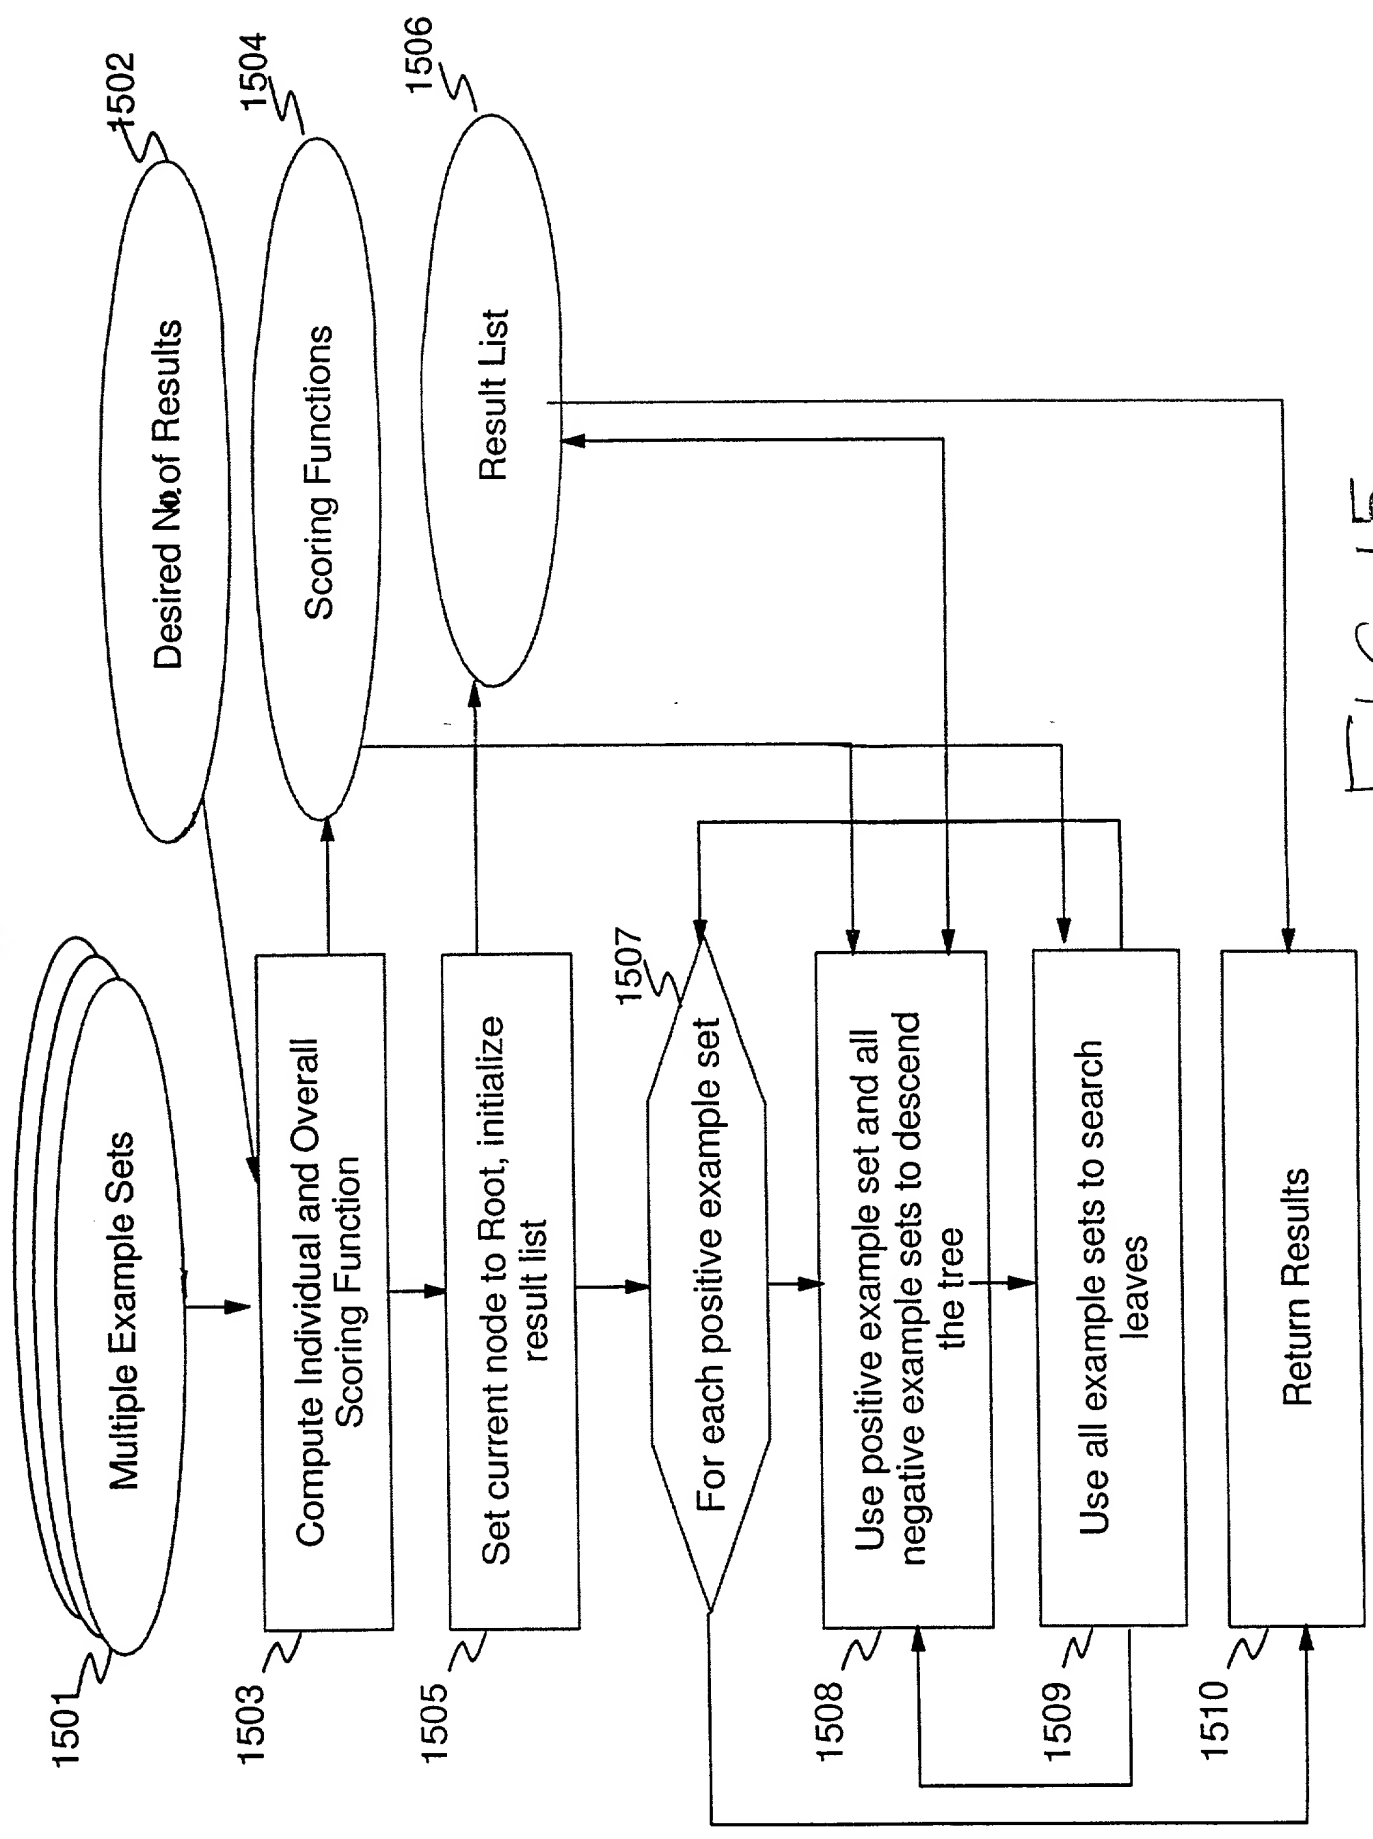 1501
Multiple Example Sets
Desired No. of Results
1502
1503
Compute Individual and Overall
Scoring Function
Scoring Functions
1504
1505
Set current node to Root, initialize
result list
Result List
1506
1507
For each positive example set
1508
Use positive example set and all
negative example sets to descend
the tree
1509
Use all example sets to search
leaves
1510
Return Results